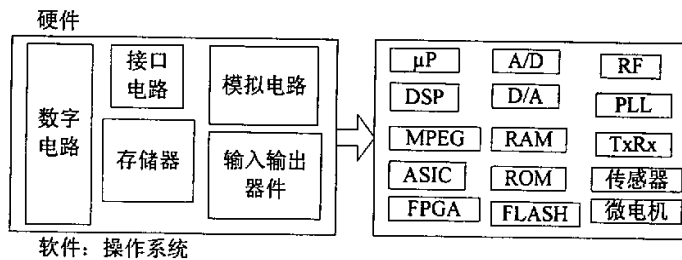 硬件
数字
电路
接口
电路
模拟电路
存储器
输入输出
器件
软件：操作系统
μP
A/D
RF
DSP
D/A
PLL
MPEG
RAM
TxRx
ASIC
ROM
传感器
FPGA
FLASH
微电机